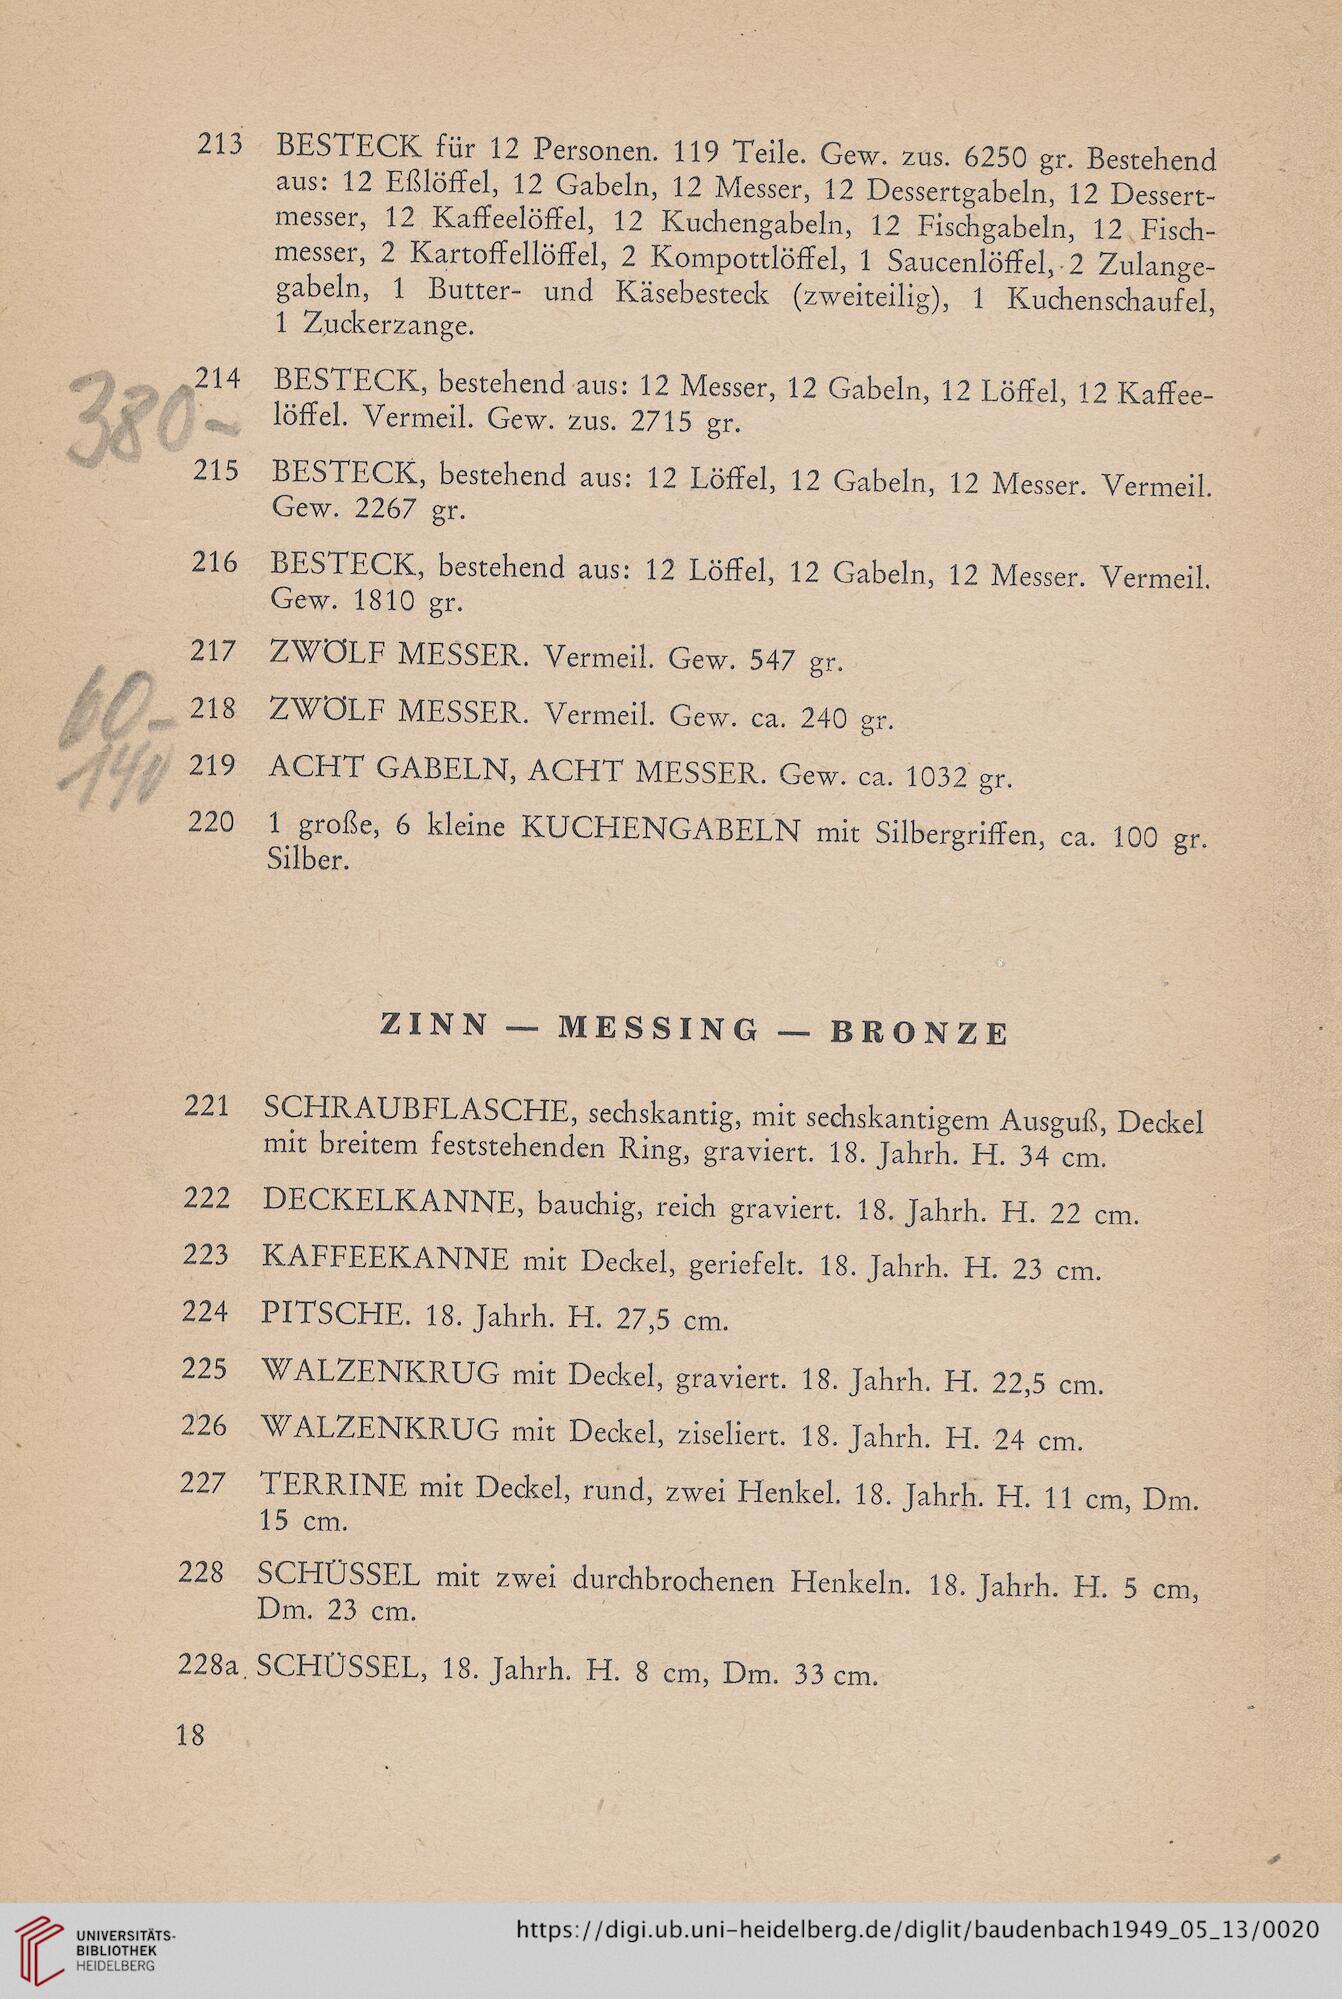 213 BESTECK für 12 Personen. 119 Teile. Gew. zus. 6250 gr. Bestehend
aus: 12 Eßlöffel, 12 Gabeln, 12 Messer, 12 Dessertgabeln, 12 Dessert-
messer, 12 Kaffeelöffel, 12 Kuchengabeln, 12 Fischgabeln, 12 Fisch-
messer, 2 Kartoffellöffel, 2 Kompottlöffel, 1 Saucenlöffel, 2 Zulange-
gabeln, 1 Butter- und Käsebesteck (zweiteilig), 1 Kuchenschaufel,
1 Zuckerzange.
380.-
214 BESTECK, bestehend aus: 12 Messer, 12 Gabeln, 12 Löffel, 12 Kaffee-
löffel. Vermeil. Gew. zus. 2715 gr.
215 BESTECK, bestehend aus: 12 Löffel, 12 Gabeln, 12 Messer. Vermeil.
Gew. 2267 gr.
216 BESTECK, bestehend aus: 12 Löffel, 12 Gabeln, 12 Messer. Vermeil.
Gew. 1810 gr.
217 ZWÖLF MESSER. Vermeil. Gew. 547 gr.
60.-
218 ZWÖLF MESSER. Vermeil. Gew. ca. 240 gr.
140
219 ACHT GABELN, ACHT MESSER. Gew. ca. 1032 gr.
220 1 große, 6 kleine KUCHENGABELN mit Silbergriffen, ca. 100 gr.
Silber.
ZINN — MESSING — BRONZE
221 SCHRAUBFLASCHE, sechskantig, mit sechskantigem Ausguß, Deckel
mit breitem feststehenden Ring, graviert. 18. Jahrh. H. 34 cm.
222 DECKELKANNE, bauchig, reich graviert. 18. Jahrh. H. 22 cm.
223 KAFFEEKANNE mit Deckel, geriefelt. 18. Jahrh. H. 23 cm.
224 PITSCHE. 18. Jahrh. H. 27,5 cm.
225 WALZENKRUG mit Deckel, graviert. 18. Jahrh. H. 22,5 cm.
226 WALZENKRUG mit Deckel, ziseliert. 18. Jahrh. H. 24 cm.
227 TERRINE mit Deckel, rund, zwei Henkel. 18. Jahrh. H. 11 cm, Dm.
15 cm.
228 SCHÜSSEL mit zwei durchbrochenen Henkeln. 18. Jahrh. H. 5 cm,
Dm. 23 cm.
228a. SCHÜSSEL, 18. Jahrh. H. 8 cm, Dm. 33 cm.
18
UNIVERSITÄTS-
BIBLIOTHEK
HEIDELBERG
https://digi.ub.uni-heidelberg.de/diglit/baudenbach1949_05_13/0020